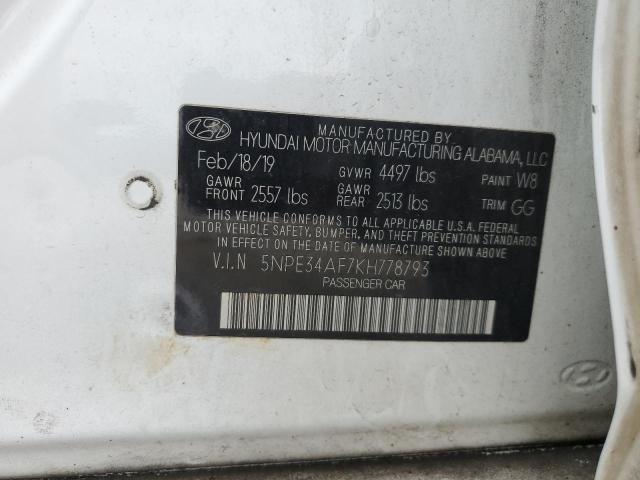 MANUFACTURED BY
HYUNDAI MOTOR MANUFACTURING ALABAMA, LLC
Feb/18/19 GVWR 4497 lbs PAINT W8
GAWR FRONT 2557 lbs GAWR REAR 2513 lbs TRIM GG
THIS VEHICLE CONFORMS TO ALL APPLICABLE U.S.A. FEDERAL
MOTOR VEHICLE SAFETY, BUMPER, AND THEFT PREVENTION STANDARDS
IN EFFECT ON THE DATE OF MANUFACTURE SHOWN ABOVE
V.I.N 5NPE34AF7KH778793
PASSENGER CAR